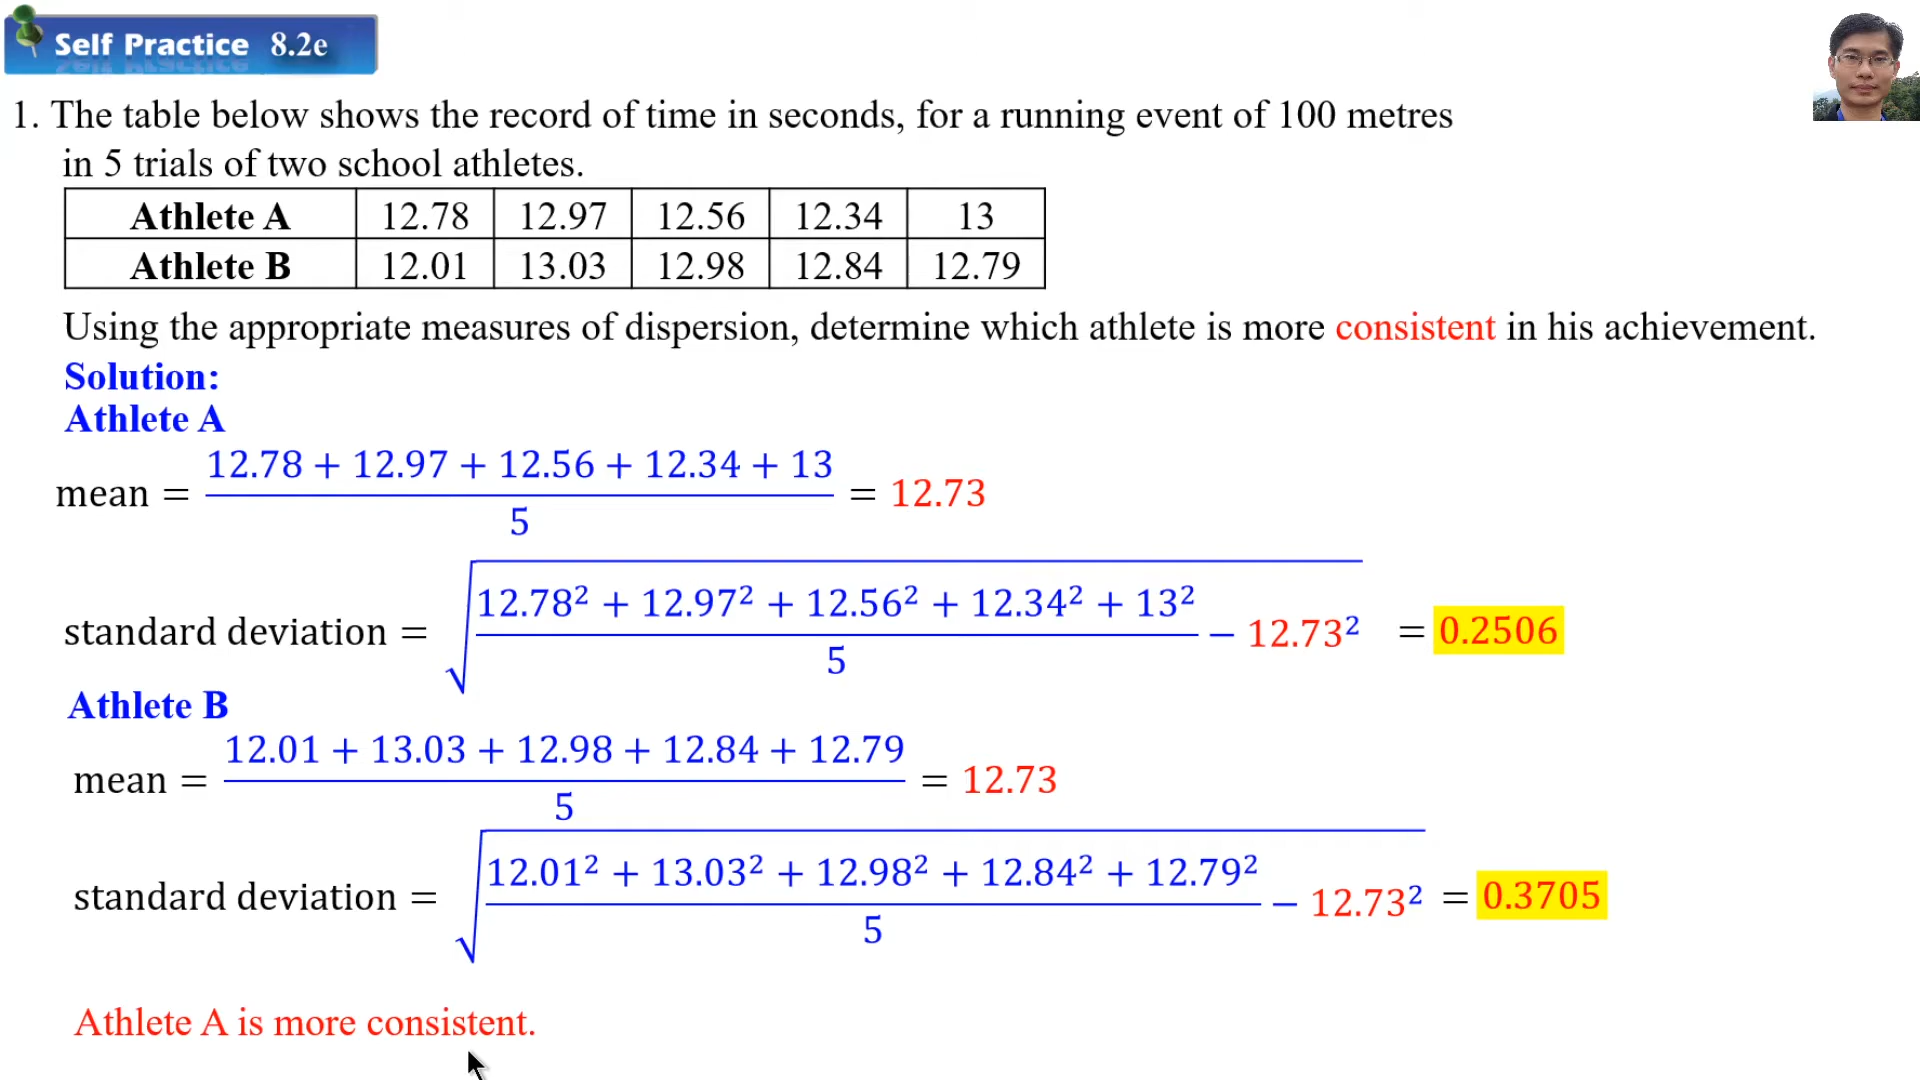 Self Practice 8.2e
1. The table below shows the record of time in seconds, for a running event of 100 metres
in 5 trials of two school athletes.
Athlete A 12.78 12.97 12.56 12.34 13
Athlete B 12.01 13.03 12.98 12.84 12.79
Using the appropriate measures of dispersion, determine which athlete is more consistent in his achievement.
Solution:
Athlete A
mean = (12.78 + 12.97 + 12.56 + 12.34 + 13)/5 = 12.73
standard deviation = √((12.78² + 12.97² + 12.56² + 12.34² + 13²)/5 − 12.73²) = 0.2506
Athlete B
mean = (12.01 + 13.03 + 12.98 + 12.84 + 12.79)/5 = 12.73
standard deviation = √((12.01² + 13.03² + 12.98² + 12.84² + 12.79²)/5 − 12.73²) = 0.3705
Athlete A is more consistent.